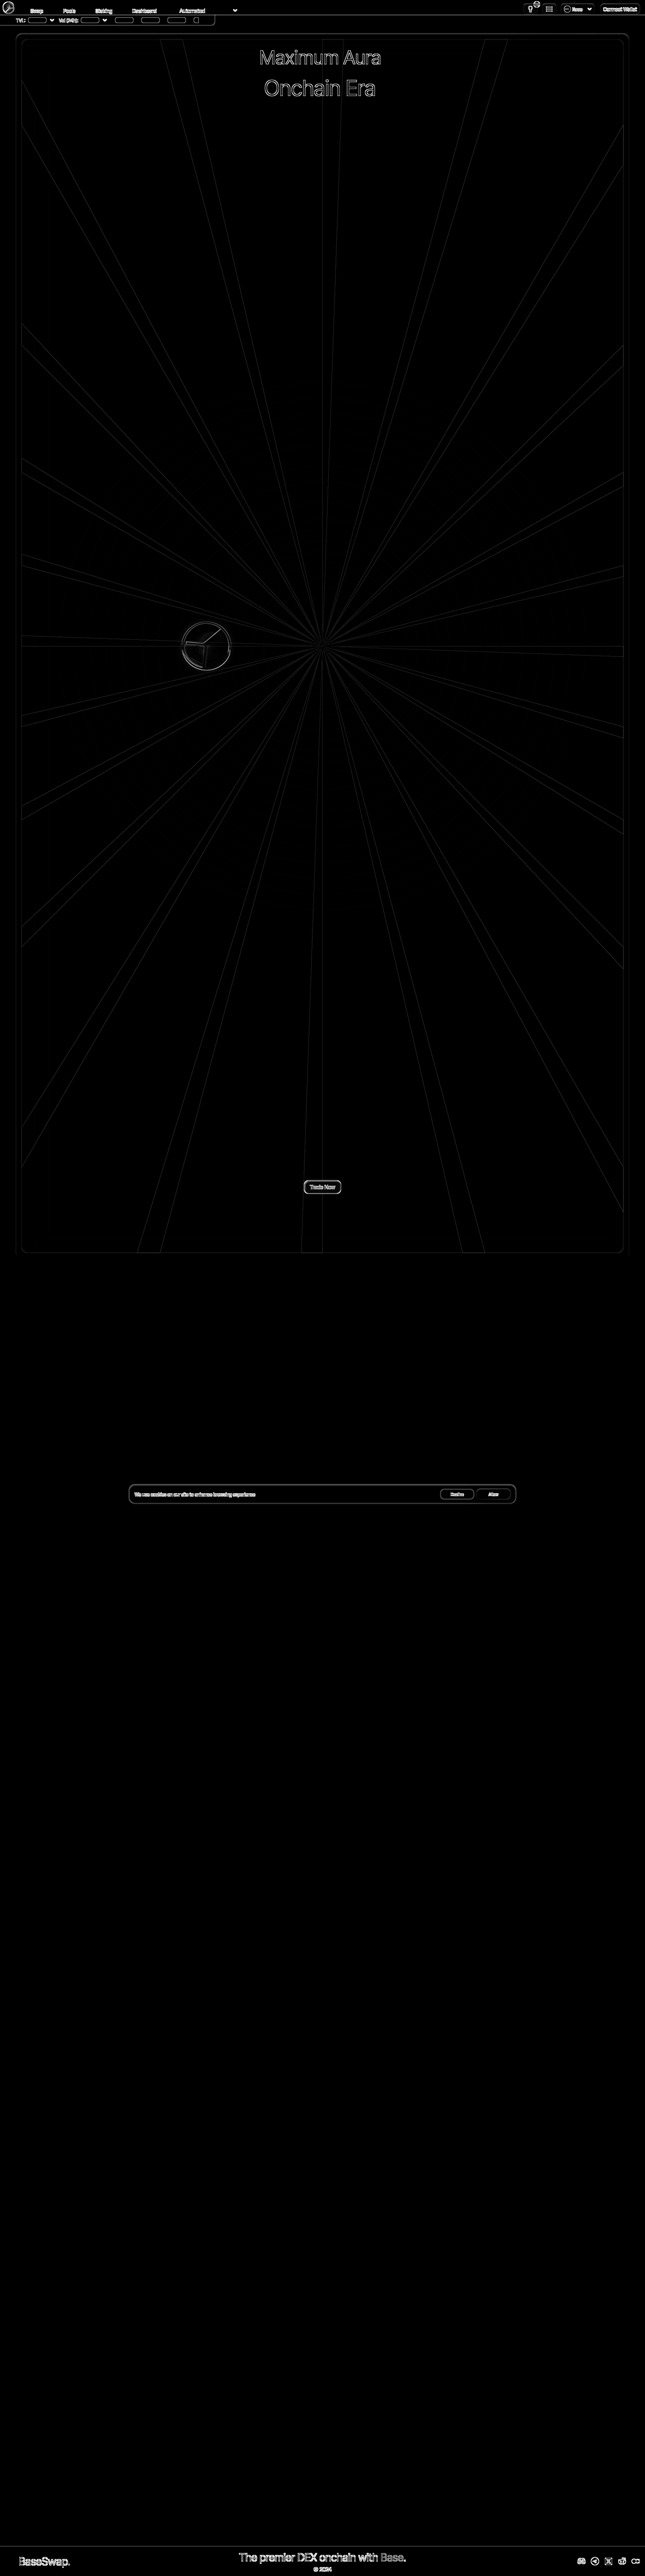 Swap Pools Staking Dashboard Automated Base Connect Wallet
TVL: Vol (24H):
Maximum Aura
Onchain Era
Trade Now
We use cookies on our site to enhance browsing experience Decline Allow
BaseSwap. The premier DEX onchain with Base.
© 2024